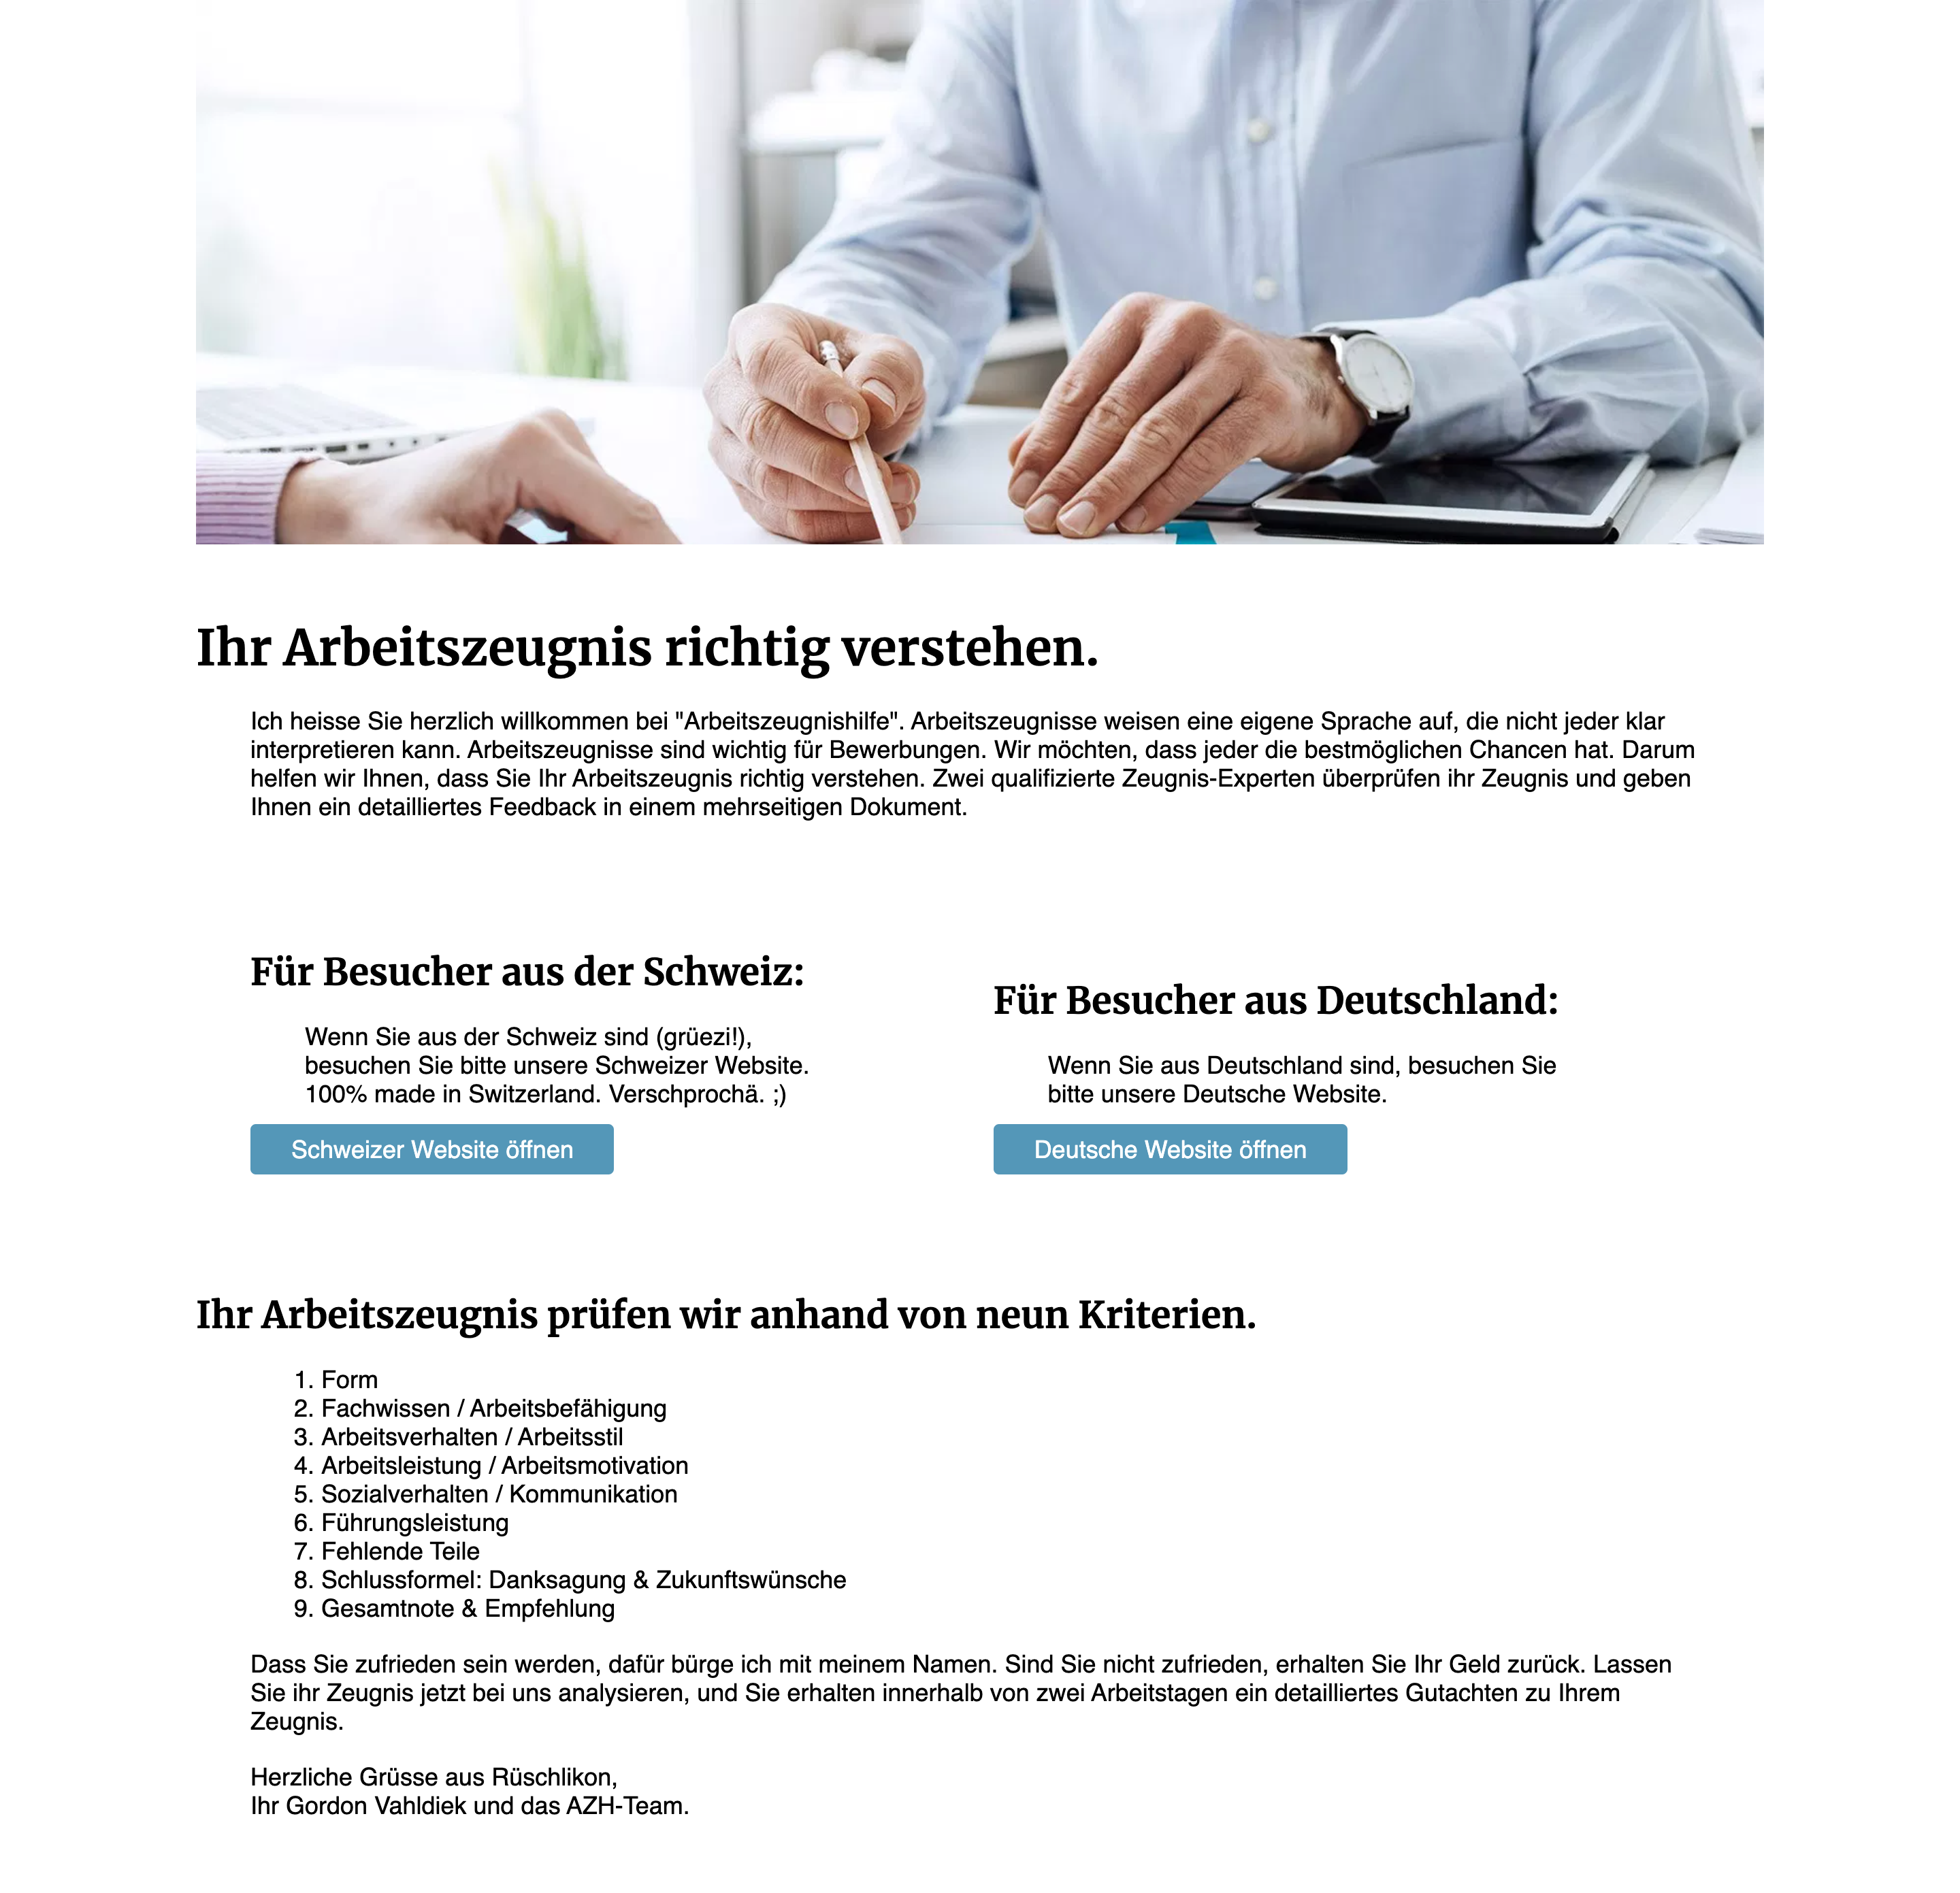 Ihr Arbeitszeugnis richtig verstehen.
Ich heisse Sie herzlich willkommen bei "Arbeitszeugnishilfe". Arbeitszeugnisse weisen eine eigene Sprache auf, die nicht jeder klar
interpretieren kann. Arbeitszeugnisse sind wichtig für Bewerbungen. Wir möchten, dass jeder die bestmöglichen Chancen hat. Darum
helfen wir Ihnen, dass Sie Ihr Arbeitszeugnis richtig verstehen. Zwei qualifizierte Zeugnis-Experten überprüfen ihr Zeugnis und geben
Ihnen ein detailliertes Feedback in einem mehrseitigen Dokument.
Für Besucher aus der Schweiz:
Wenn Sie aus der Schweiz sind (grüezi!),
besuchen Sie bitte unsere Schweizer Website.
100% made in Switzerland. Verschprochä. ;)
Schweizer Website öffnen
Für Besucher aus Deutschland:
Wenn Sie aus Deutschland sind, besuchen Sie
bitte unsere Deutsche Website.
Deutsche Website öffnen
Ihr Arbeitszeugnis prüfen wir anhand von neun Kriterien.
1. Form
2. Fachwissen / Arbeitsbefähigung
3. Arbeitsverhalten / Arbeitsstil
4. Arbeitsleistung / Arbeitsmotivation
5. Sozialverhalten / Kommunikation
6. Führungsleistung
7. Fehlende Teile
8. Schlussformel: Danksagung & Zukunftswünsche
9. Gesamtnote & Empfehlung
Dass Sie zufrieden sein werden, dafür bürge ich mit meinem Namen. Sind Sie nicht zufrieden, erhalten Sie Ihr Geld zurück. Lassen
Sie ihr Zeugnis jetzt bei uns analysieren, und Sie erhalten innerhalb von zwei Arbeitstagen ein detailliertes Gutachten zu Ihrem
Zeugnis.
Herzliche Grüsse aus Rüschlikon,
Ihr Gordon Vahldiek und das AZH-Team.